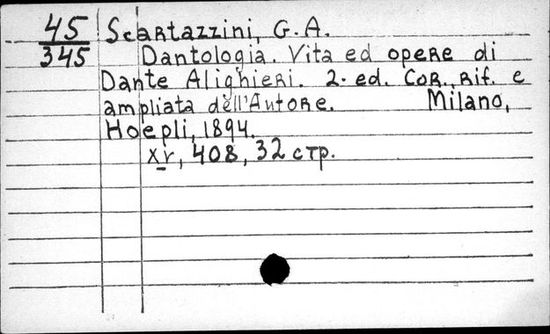 45 Scartazzini, G. A.
345 Dantologia. Vita ed opere di
Dante Alighieri. 2. ed. Cor., rif. e
ampliata dell'Autore. Milano,
Hoepli, 1894.
XV, 408, 32 стр.